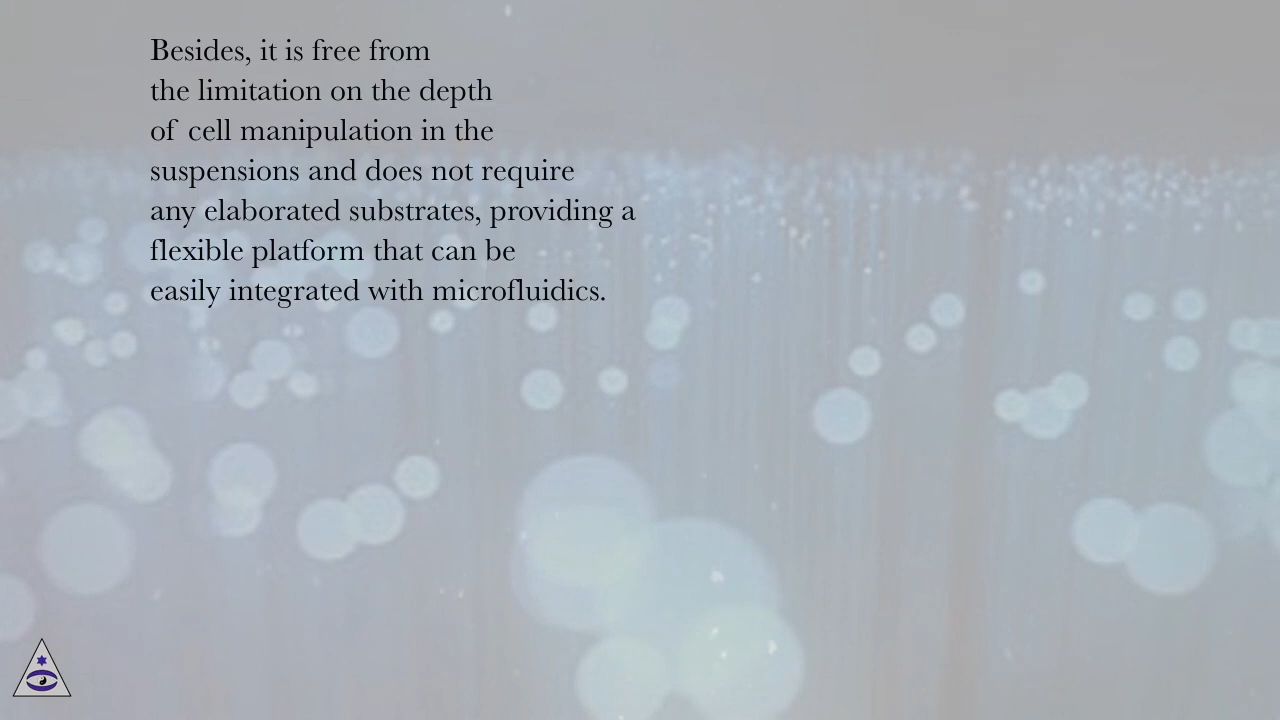 Besides, it is free from
the limitation on the depth
of cell manipulation in the
suspensions and does not require
any elaborated substrates, providing a
flexible platform that can be
easily integrated with microfluidics.